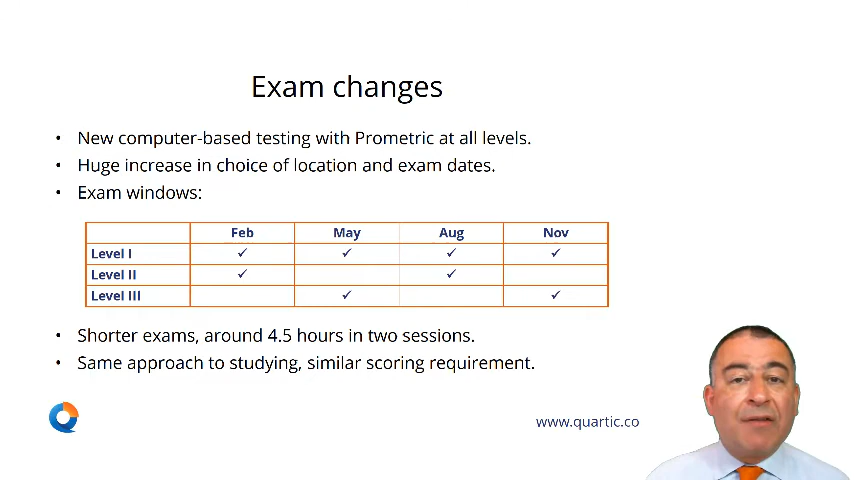 Exam changes
• New computer-based testing with Prometric at all levels.
• Huge increase in choice of location and exam dates.
• Exam windows:
Feb May Aug Nov
Level I ✓ ✓ ✓ ✓
Level II ✓ ✓
Level III ✓ ✓
• Shorter exams, around 4.5 hours in two sessions.
• Same approach to studying, similar scoring requirement.
www.quartic.co